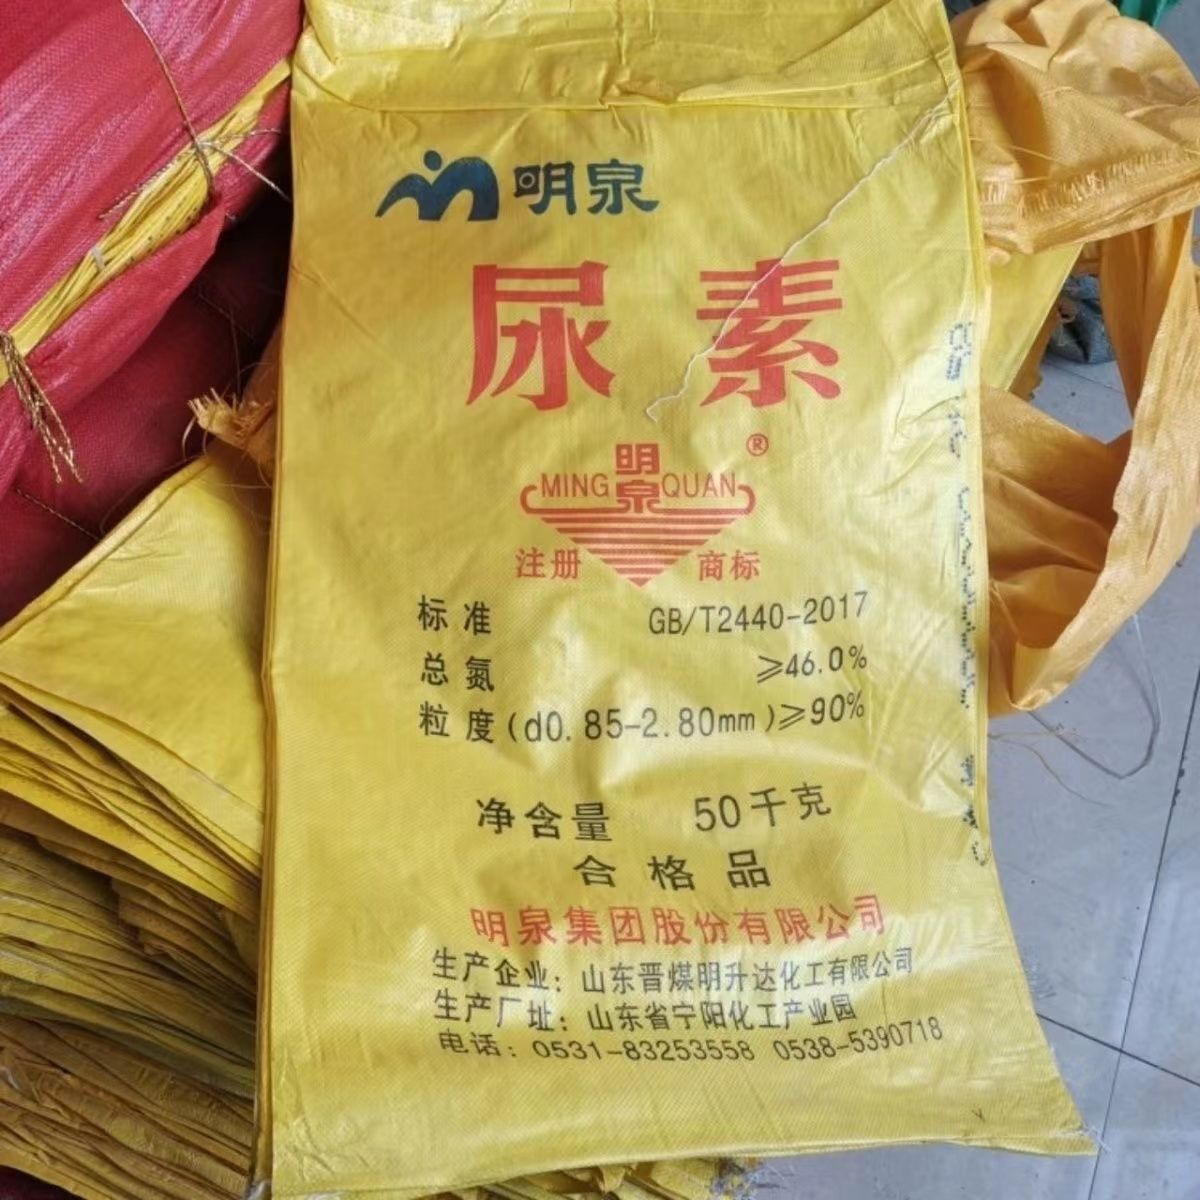 明泉
尿素
明泉
MING QUAN ®
注册 商标
标准 GB/T2440-2017
总氮 ≥46.0%
粒度(d0.85-2.80mm)≥90%
净含量 50千克
合格品
明泉集团股份有限公司
生产企业：山东晋煤明升达化工有限公司
生产厂址：山东省宁阳化工产业园
电话：0531-83253558 0538-5390718